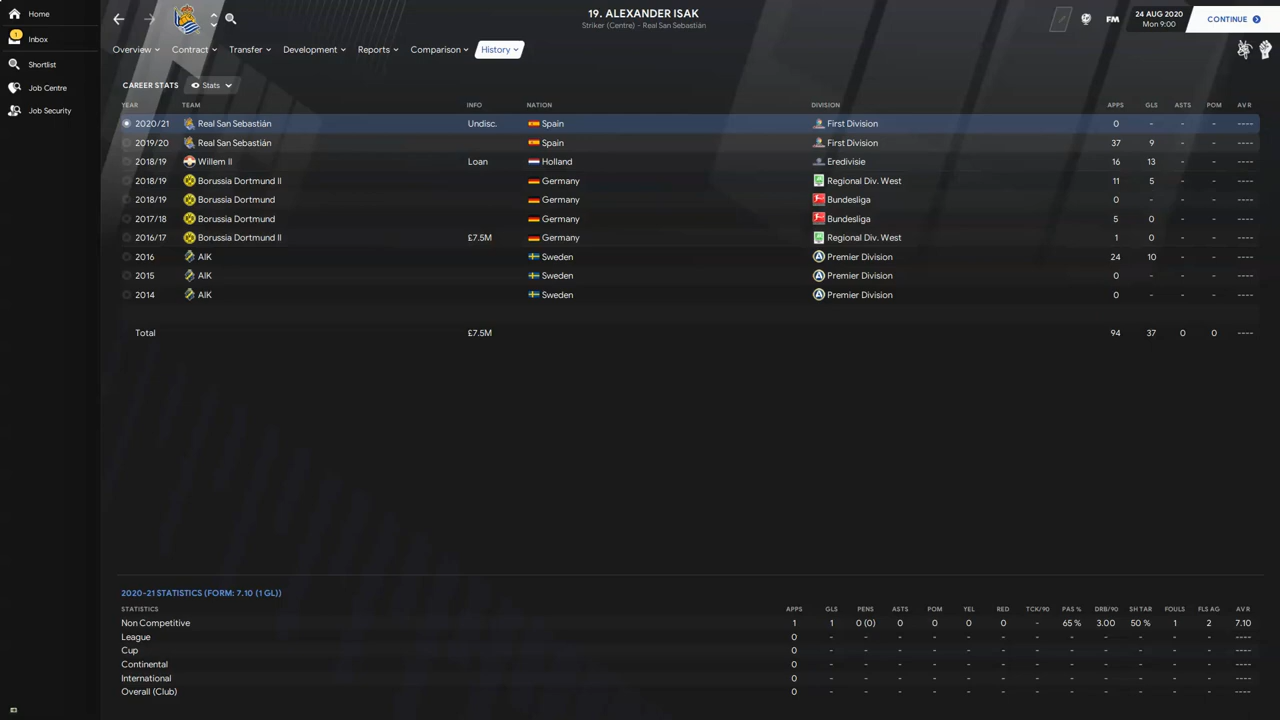 Home
Inbox
1
Shortlist
Job Centre
Job Security
19. ALEXANDER ISAK
Striker (Centre) - Real San Sebastián
FM
24 AUG 2020
Mon 9:00
CONTINUE
Overview Contract Transfer Development Reports Comparison History
CAREER STATS Stats
YEAR TEAM INFO NATION DIVISION APPS GLS ASTS POM AV R
2020/21 Real San Sebastián Undisc. Spain First Division 0 - - - ----
2019/20 Real San Sebastián Spain First Division 37 9 - - ----
2018/19 Willem II Loan Holland Eredivisie 16 13 - - ----
2018/19 Borussia Dortmund II Germany Regional Div. West 11 5 - - ----
2018/19 Borussia Dortmund Germany Bundesliga 0 - - - ----
2017/18 Borussia Dortmund Germany Bundesliga 5 0 - - ----
2016/17 Borussia Dortmund II £7.5M Germany Regional Div. West 1 0 - - ----
2016 AIK Sweden Premier Division 24 10 - - ----
2015 AIK Sweden Premier Division 0 - - - ----
2014 AIK Sweden Premier Division 0 - - - ----
Total £7.5M 94 37 0 0 ----
2020-21 STATISTICS (FORM: 7.10 (1 GL))
STATISTICS APPS GLS PENS ASTS POM YEL RED TCK/90 PAS % DRB/90 SH TAR FOULS FLS AG AV R
Non Competitive 1 1 0 (0) 0 0 0 0 - 65 % 3.00 50 % 1 2 7.10
League 0 - - - - - - - - - - - - ----
Cup 0 - - - - - - - - - - - - ----
Continental 0 - - - - - - - - - - - - ----
International 0 - - - - - - - - - - - - ----
Overall (Club) 0 - - - - - - - - - - - - ----